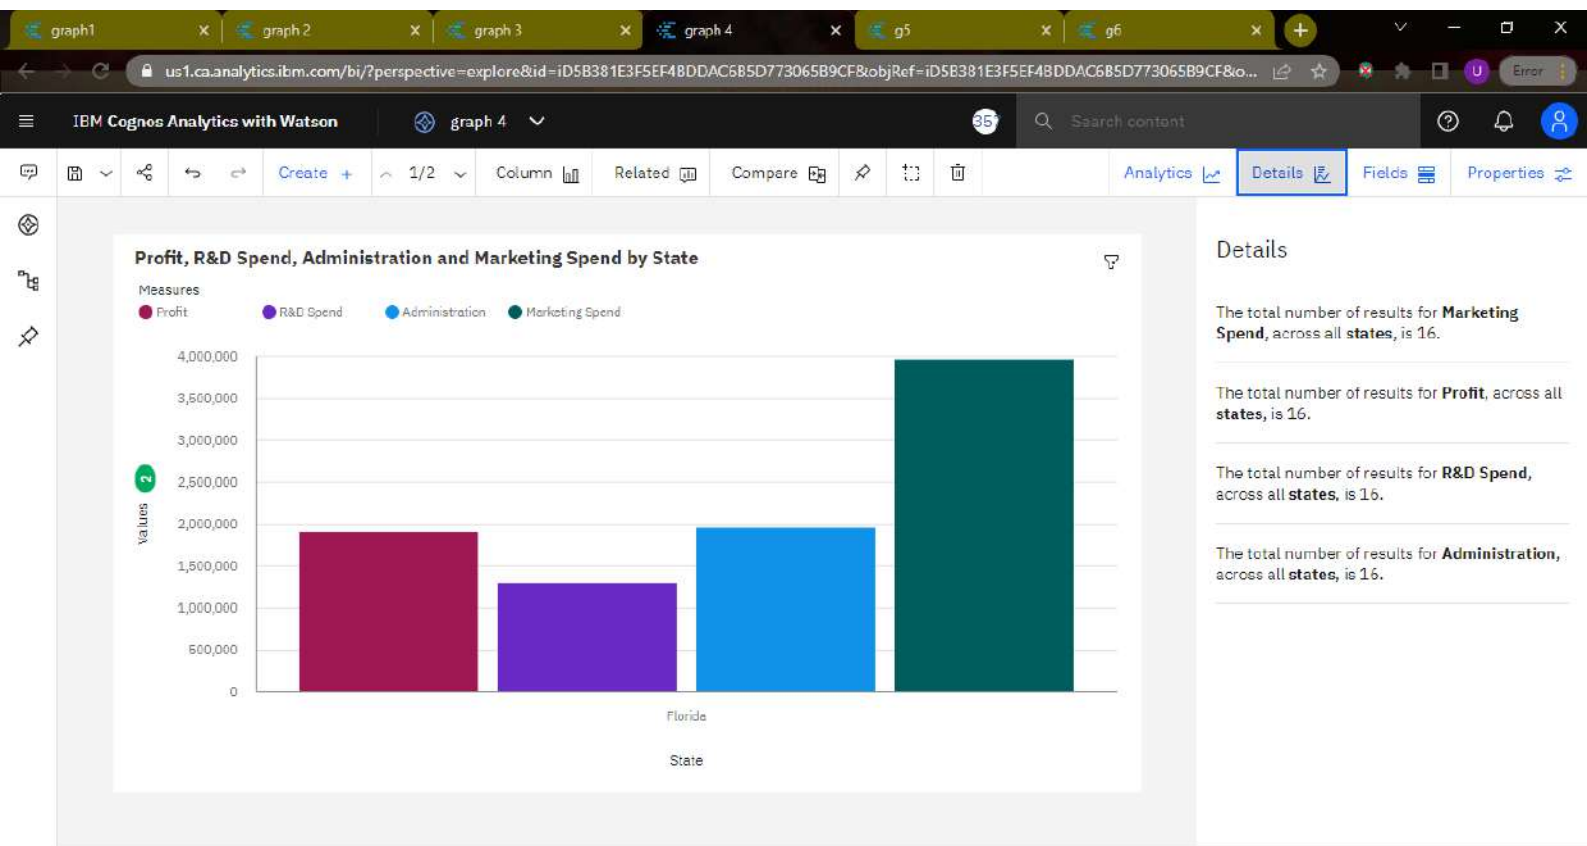 graph1
graph 2
graph 3
graph 4
g5
g6
us1.ca.analytics.ibm.com/bi/?perspective=explore&id=iD5B381E3F5EF4BDDAC6B5D773065B9CF&objRef=iD5B381E3F5EF4BDDAC6B5D773065B9CF&o...
U
Error
IBM Cognos Analytics with Watson
graph 4
35
Search content
Create +
1/2
Column
Related
Compare
Analytics
Details
Fields
Properties
Profit, R&D Spend, Administration and Marketing Spend by State
Measures
Profit
R&D Spend
Administration
Marketing Spend
4,000,000
3,500,000
3,000,000
2,500,000
2,000,000
1,500,000
1,000,000
500,000
0
Values
2
Florida
State
Details
The total number of results for Marketing
Spend, across all states, is 16.
The total number of results for Profit, across all
states, is 16.
The total number of results for R&D Spend,
across all states, is 16.
The total number of results for Administration,
across all states, is 16.